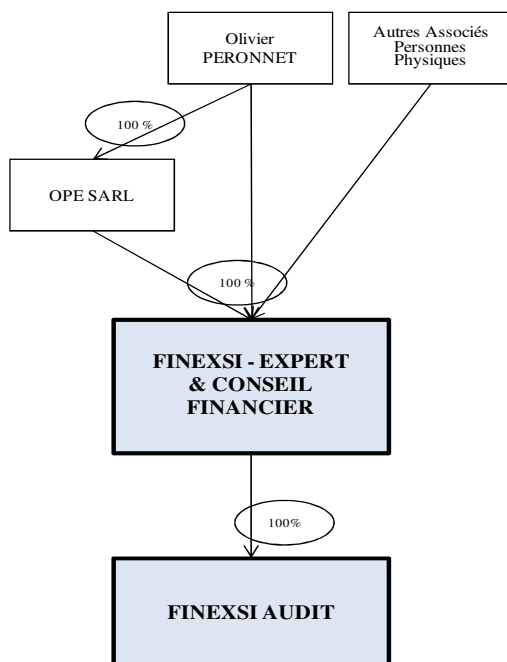 Olivier
PERONNET
Autres Associés
Personnes
Physiques
100 %
OPE SARL
100 %
FINEXSI - EXPERT
& CONSEIL
FINANCIER
100%
FINEXSI AUDIT